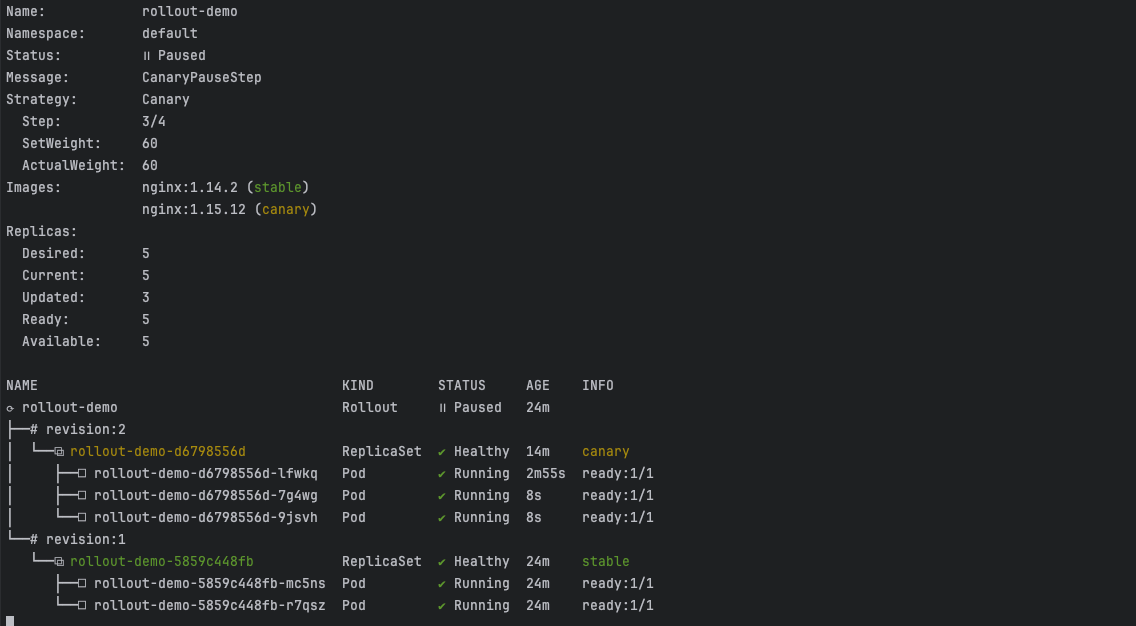 Name:            rollout-demo
Namespace:       default
Status:          ॥ Paused
Message:         CanaryPauseStep
Strategy:        Canary
  Step:          3/4
  SetWeight:     60
  ActualWeight:  60
Images:          nginx:1.14.2 (stable)
                 nginx:1.15.12 (canary)
Replicas:
  Desired:       5
  Current:       5
  Updated:       3
  Ready:         5
  Available:     5

NAME                                      KIND        STATUS     AGE    INFO
⟳ rollout-demo                            Rollout     ॥ Paused   24m
├──# revision:2
│  └──⧉ rollout-demo-d6798556d            ReplicaSet  ✔ Healthy  14m    canary
│     ├──□ rollout-demo-d6798556d-lfwkq   Pod         ✔ Running  2m55s  ready:1/1
│     ├──□ rollout-demo-d6798556d-7g4wg   Pod         ✔ Running  8s     ready:1/1
│     └──□ rollout-demo-d6798556d-9jsvh   Pod         ✔ Running  8s     ready:1/1
└──# revision:1
   └──⧉ rollout-demo-5859c448fb           ReplicaSet  ✔ Healthy  24m    stable
      ├──□ rollout-demo-5859c448fb-mc5ns  Pod         ✔ Running  24m    ready:1/1
      └──□ rollout-demo-5859c448fb-r7qsz  Pod         ✔ Running  24m    ready:1/1